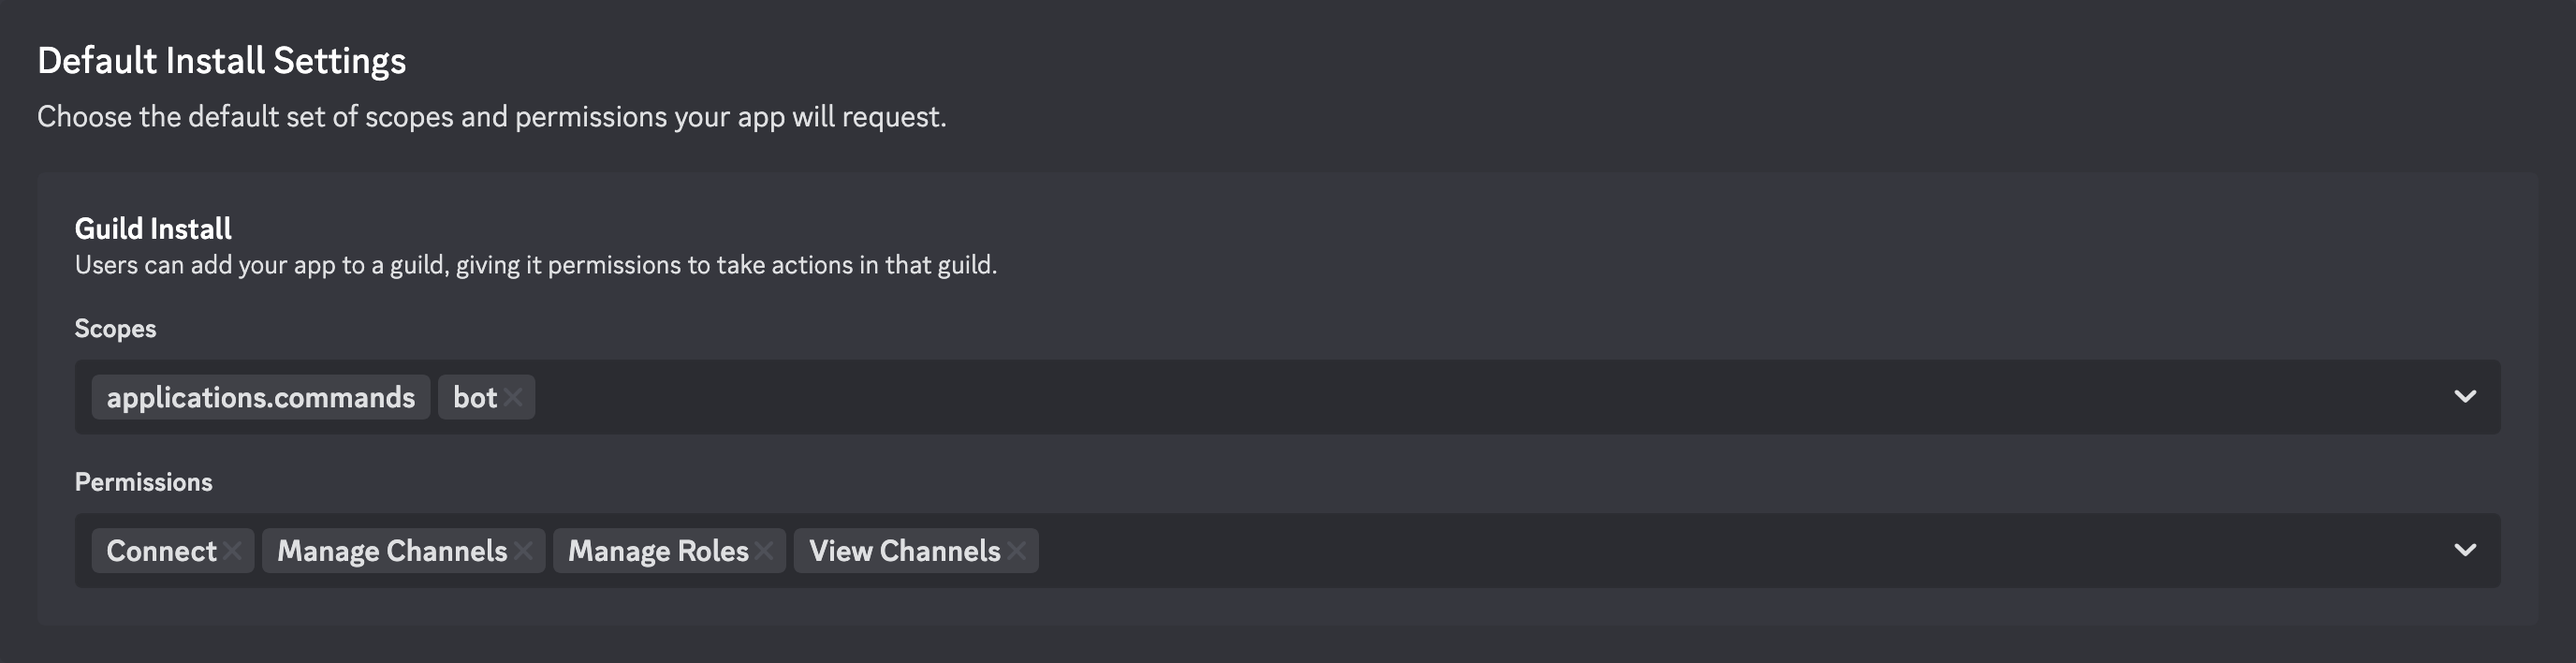 Default Install Settings
Choose the default set of scopes and permissions your app will request.
Guild Install
Users can add your app to a guild, giving it permissions to take actions in that guild.
Scopes
applications.commands bot
Permissions
Connect Manage Channels Manage Roles View Channels